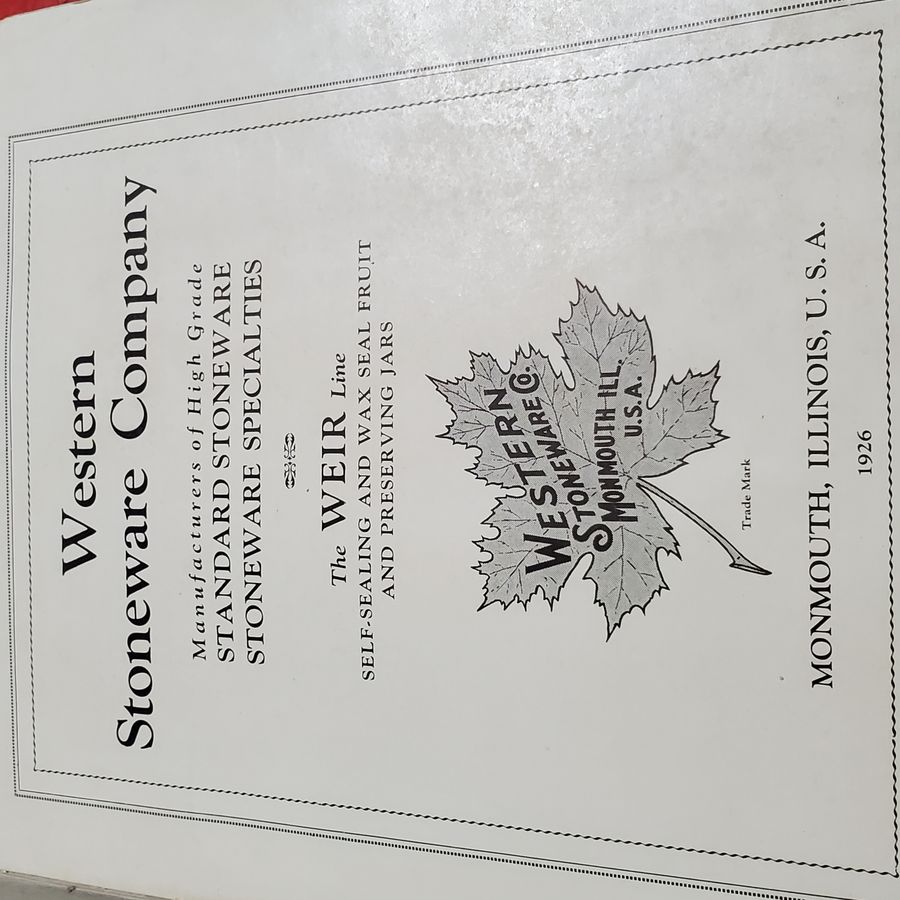 Western
Stoneware Company
Manufacturers of High Grade
STANDARD STONEWARE
STONEWARE SPECIALTIES
The WEIR Line
SELF-SEALING AND WAX SEAL FRUIT
AND PRESERVING JARS
WESTERN
STONEWARE CO.
MONMOUTH ILL.
U.S.A.
Trade Mark
MONMOUTH, ILLINOIS, U. S. A.
1926